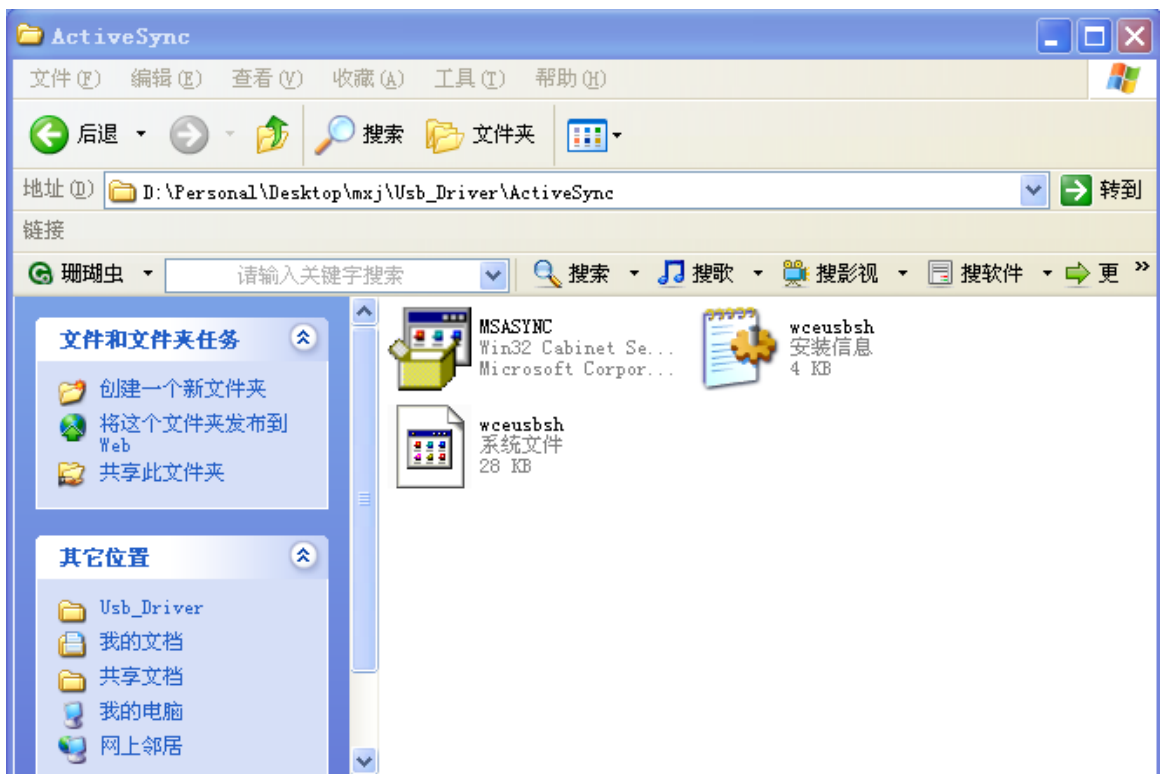 ActiveSync
文件(F) 编辑(E) 查看(V) 收藏(A) 工具(T) 帮助(H)
后退 搜索 文件夹
地址(D) D:\Personal\Desktop\mxj\Usb_Driver\ActiveSync 转到
链接
珊瑚虫 请输入关键字搜索 搜索 搜歌 搜影视 搜软件 更 »
文件和文件夹任务
创建一个新文件夹
将这个文件夹发布到
Web
共享此文件夹
其它位置
Usb_Driver
我的文档
共享文档
我的电脑
网上邻居
MSASYNC
Win32 Cabinet Se...
Microsoft Corpor...
wceusbsh
安装信息
4 KB
wceusbsh
系统文件
28 KB